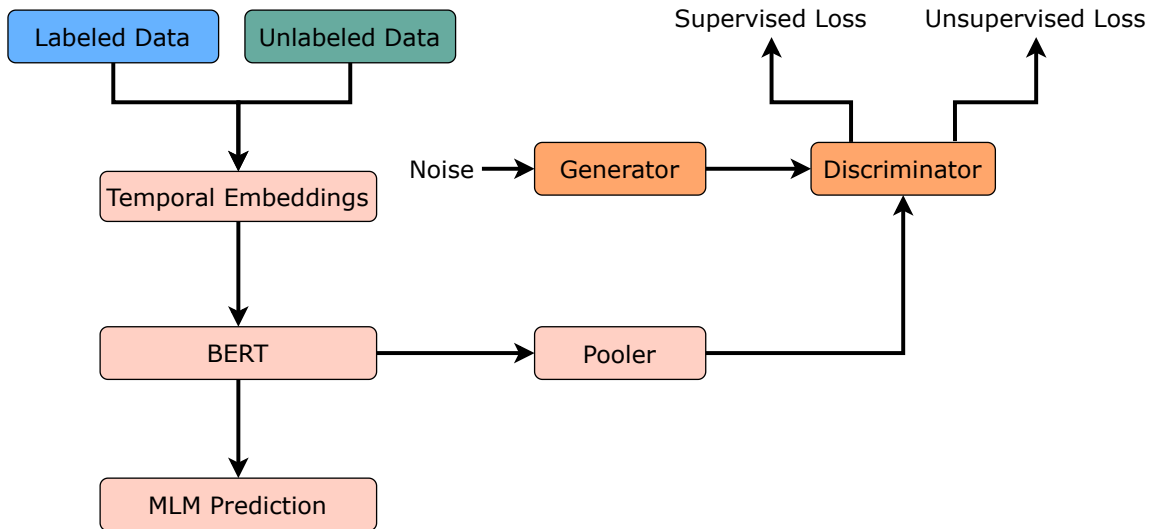 Labeled Data
Unlabeled Data
Supervised Loss
Unsupervised Loss
Noise
Generator
Discriminator
Temporal Embeddings
BERT
Pooler
MLM Prediction